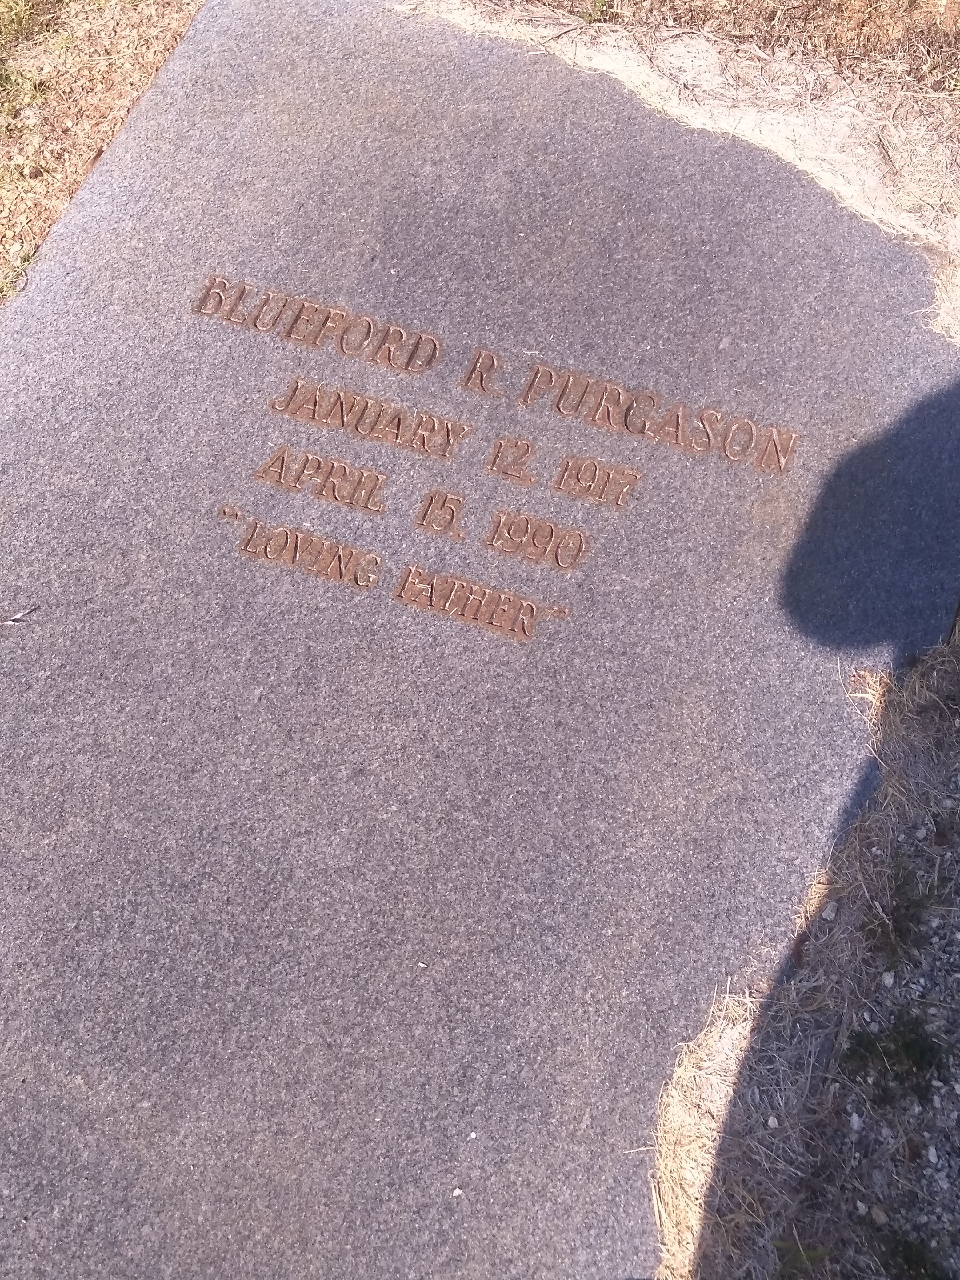 BLUEFORD R. PURGASON
JANUARY 12, 1917
APRIL 15, 1990
"LOVING FATHER"